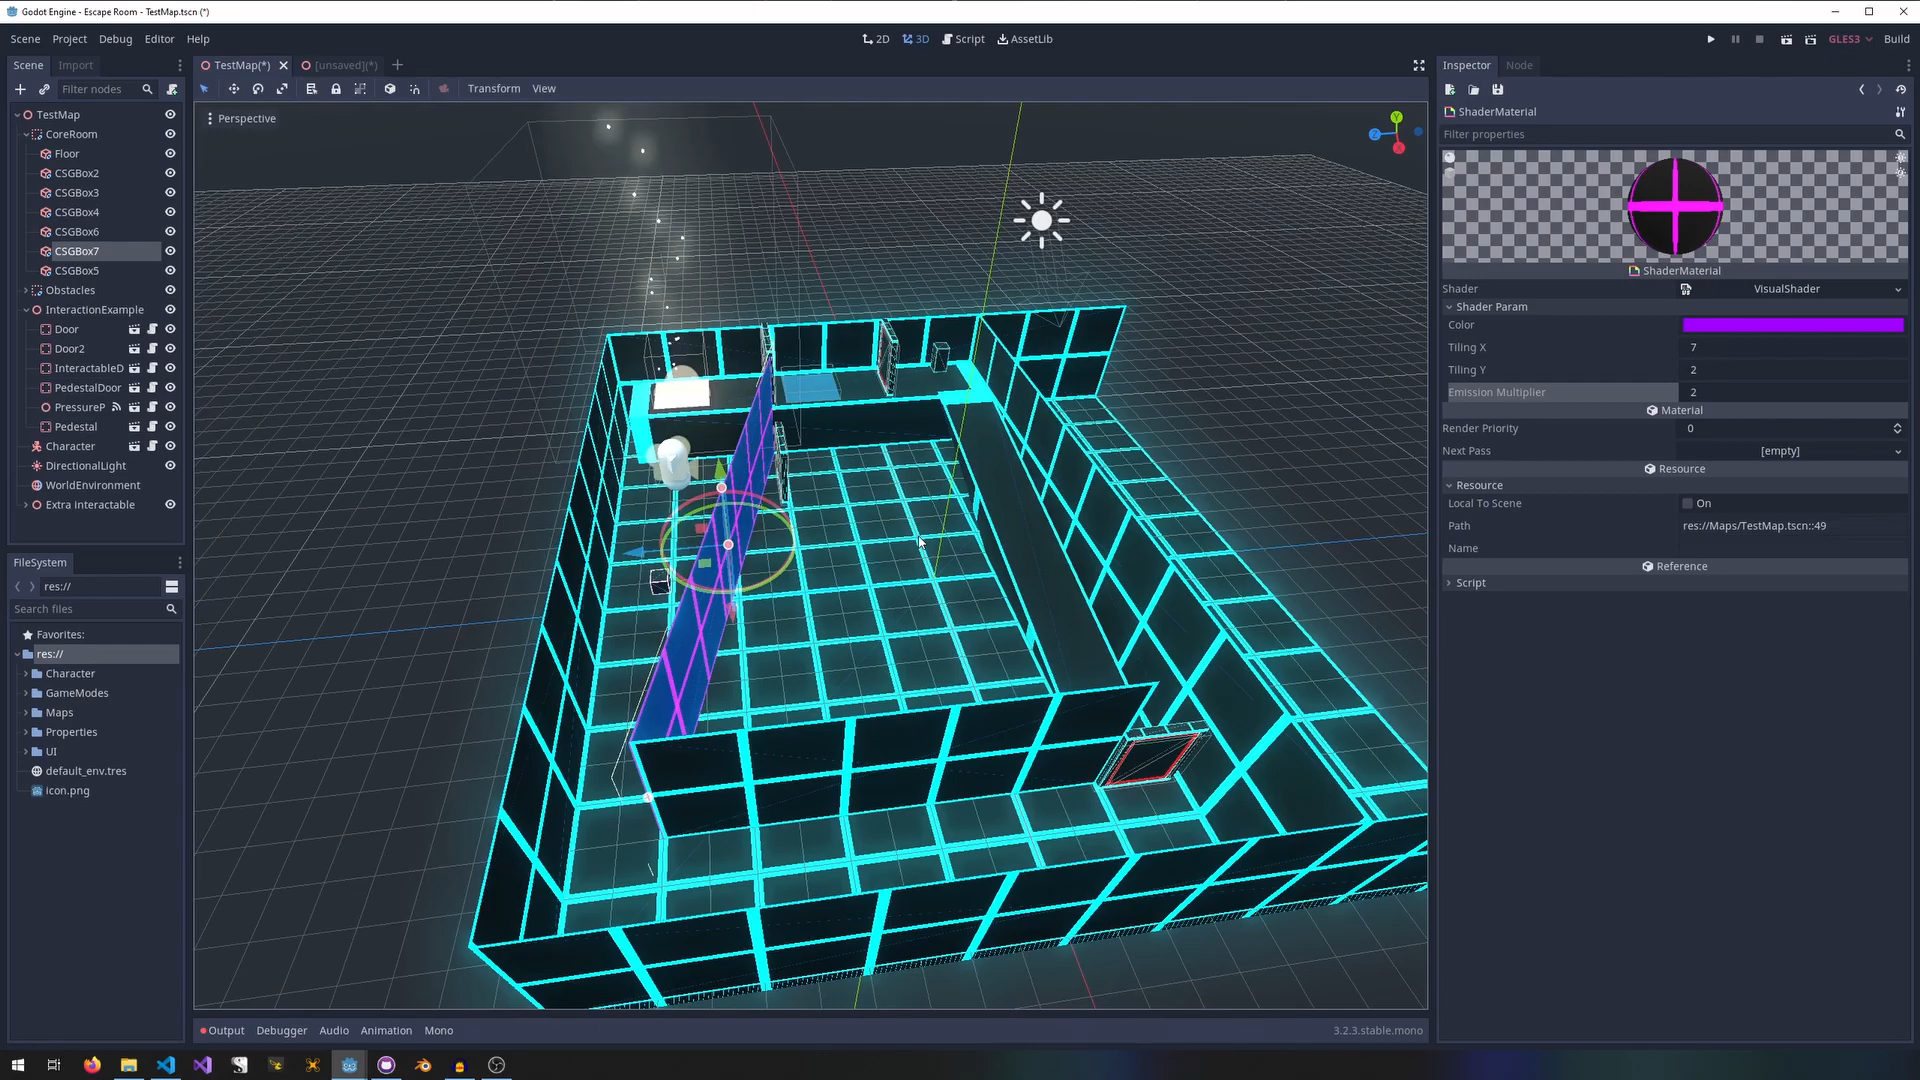 Godot Engine - Escape Room - TestMap.tscn (*)
Scene Project Debug Editor Help
2D 3D Script AssetLib
GLES3 Build
Scene Import
TestMap(*) [unsaved](*)
Inspector Node
Filter nodes
Transform View
ShaderMaterial
Perspective
Filter properties
TestMap
CoreRoom
Floor
CSGBox2
CSGBox3
CSGBox4
CSGBox6
CSGBox7
CSGBox5
Obstacles
InteractionExample
Door
Door2
InteractableD
PedestalDoor
PressureP
Pedestal
Character
DirectionalLight
WorldEnvironment
Extra interactable
Y
Z
X
ShaderMaterial
Shader VisualShader
Shader Param
Color
Tiling X 7
Tiling Y 2
Emission Multiplier 2
Material
Render Priority 0
Next Pass [empty]
Resource
Resource
Local To Scene On
Path res://Maps/TestMap.tscn::49
Name
Reference
Script
FileSystem
res://
Search files
Favorites:
res://
Character
GameModes
Maps
Properties
UI
default_env.tres
icon.png
Output Debugger Audio Animation Mono
3.2.3.stable.mono